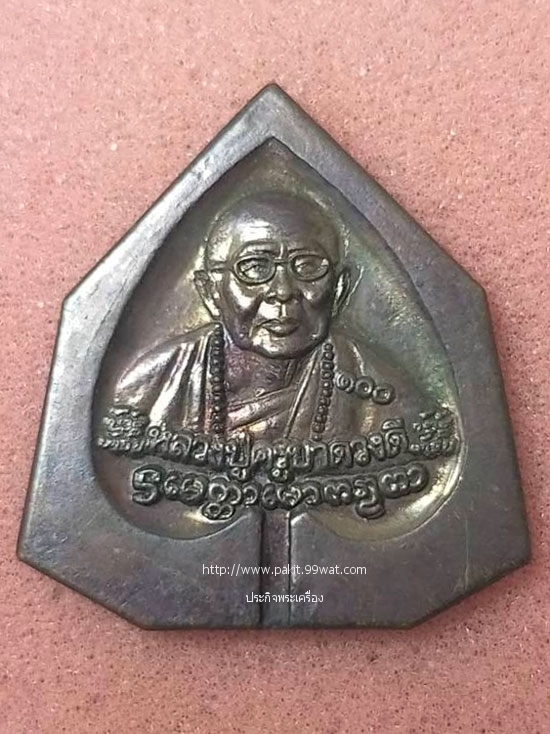 ๑๐๐
หลวงปู่ครูบาดวงดี
http://www.pakit.99wat.com
ประกิจพระเครื่อง